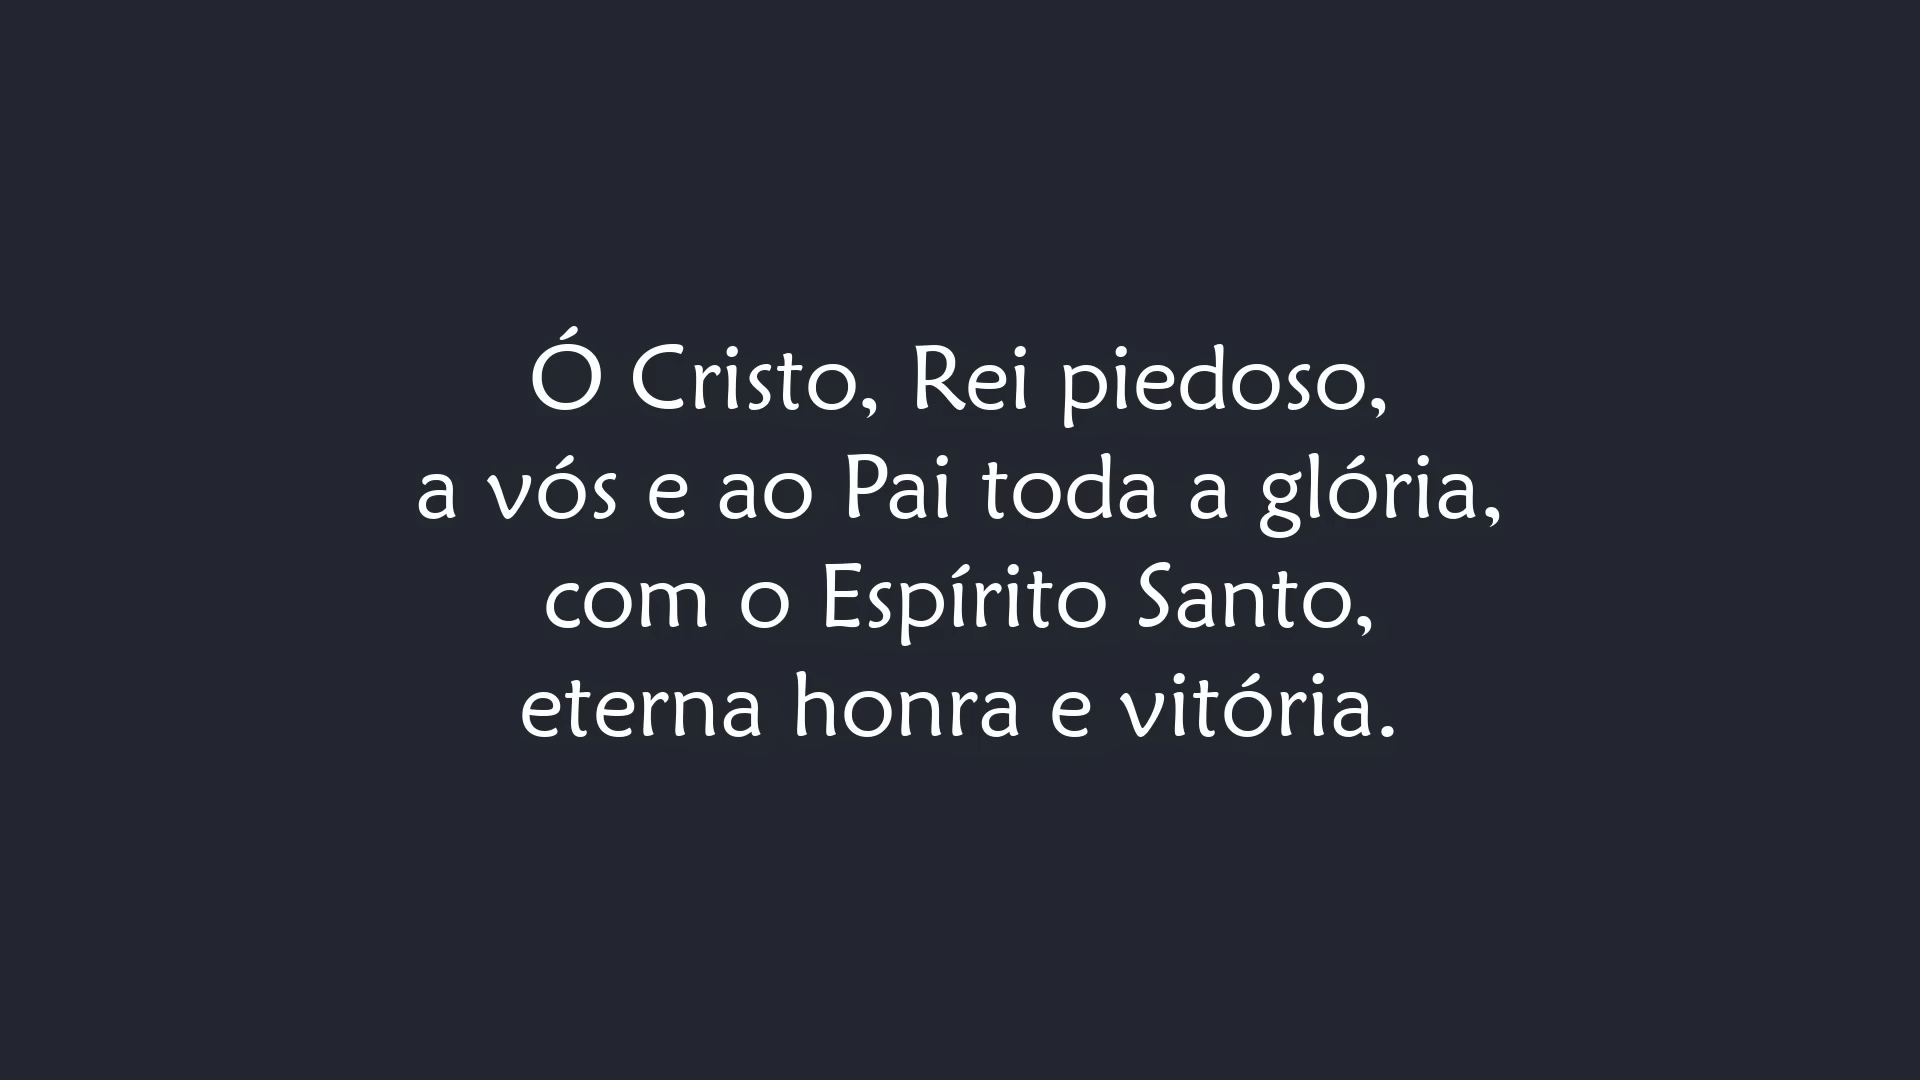 Ó Cristo, Rei piedoso,
a vós e ao Pai toda a glória,
com o Espírito Santo,
eterna honra e vitória.